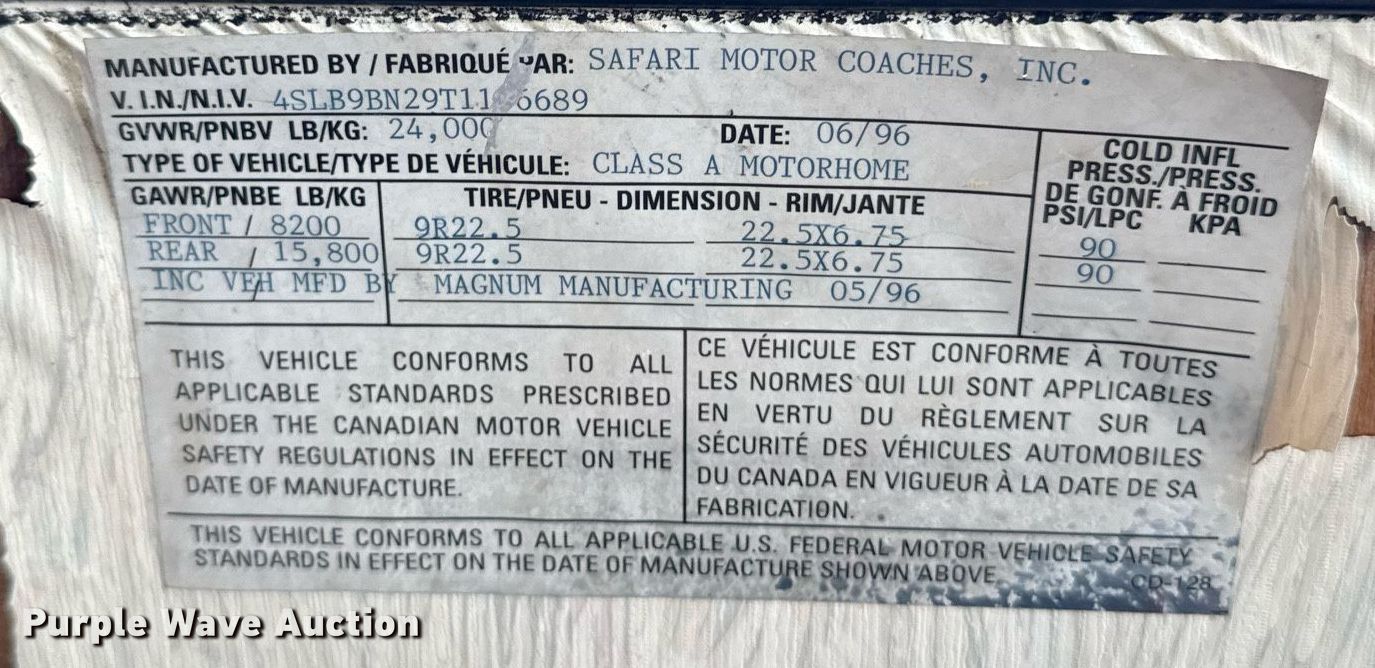 MANUFACTURED BY / FABRIQUÉ PAR: SAFARI MOTOR COACHES, INC.
V. I.N./N.I.V. 4SLB9BN29T11 6689
GVWR/PNBV LB/KG: 24,000 DATE: 06/96
TYPE OF VEHICLE/TYPE DE VÉHICULE: CLASS A MOTORHOME
COLD INFL
PRESS./PRESS.
DE GONF. À FROID
PSI/LPC KPA
GAWR/PNBE LB/KG TIRE/PNEU - DIMENSION - RIM/JANTE
FRONT / 8200 9R22.5 22.5X6.75 90
REAR / 15,800 9R22.5 22.5X6.75 90
INC VEH MFD BY MAGNUM MANUFACTURING 05/96
THIS VEHICLE CONFORMS TO ALL
APPLICABLE STANDARDS PRESCRIBED
UNDER THE CANADIAN MOTOR VEHICLE
SAFETY REGULATIONS IN EFFECT ON THE
DATE OF MANUFACTURE.
CE VÉHICULE EST CONFORME À TOUTES
LES NORMES QUI LUI SONT APPLICABLES
EN VERTU DU RÈGLEMENT SUR LA
SÉCURITÉ DES VÉHICULES AUTOMOBILES
DU CANADA EN VIGUEUR À LA DATE DE SA
FABRICATION.
THIS VEHICLE CONFORMS TO ALL APPLICABLE U.S. FEDERAL MOTOR VEHICLE SAFETY
STANDARDS IN EFFECT ON THE DATE OF MANUFACTURE SHOWN ABOVE
CD-128
Purple Wave Auction